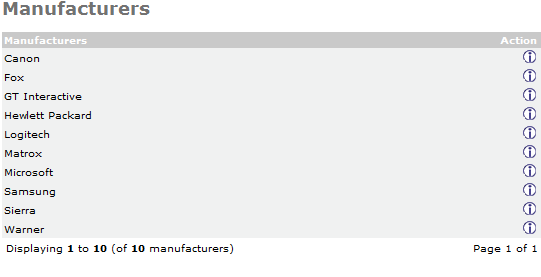 Manufacturers
Manufacturers Action
Canon
Fox
GT Interactive
Hewlett Packard
Logitech
Matrox
Microsoft
Samsung
Sierra
Warner
Displaying 1 to 10 (of 10 manufacturers) Page 1 of 1